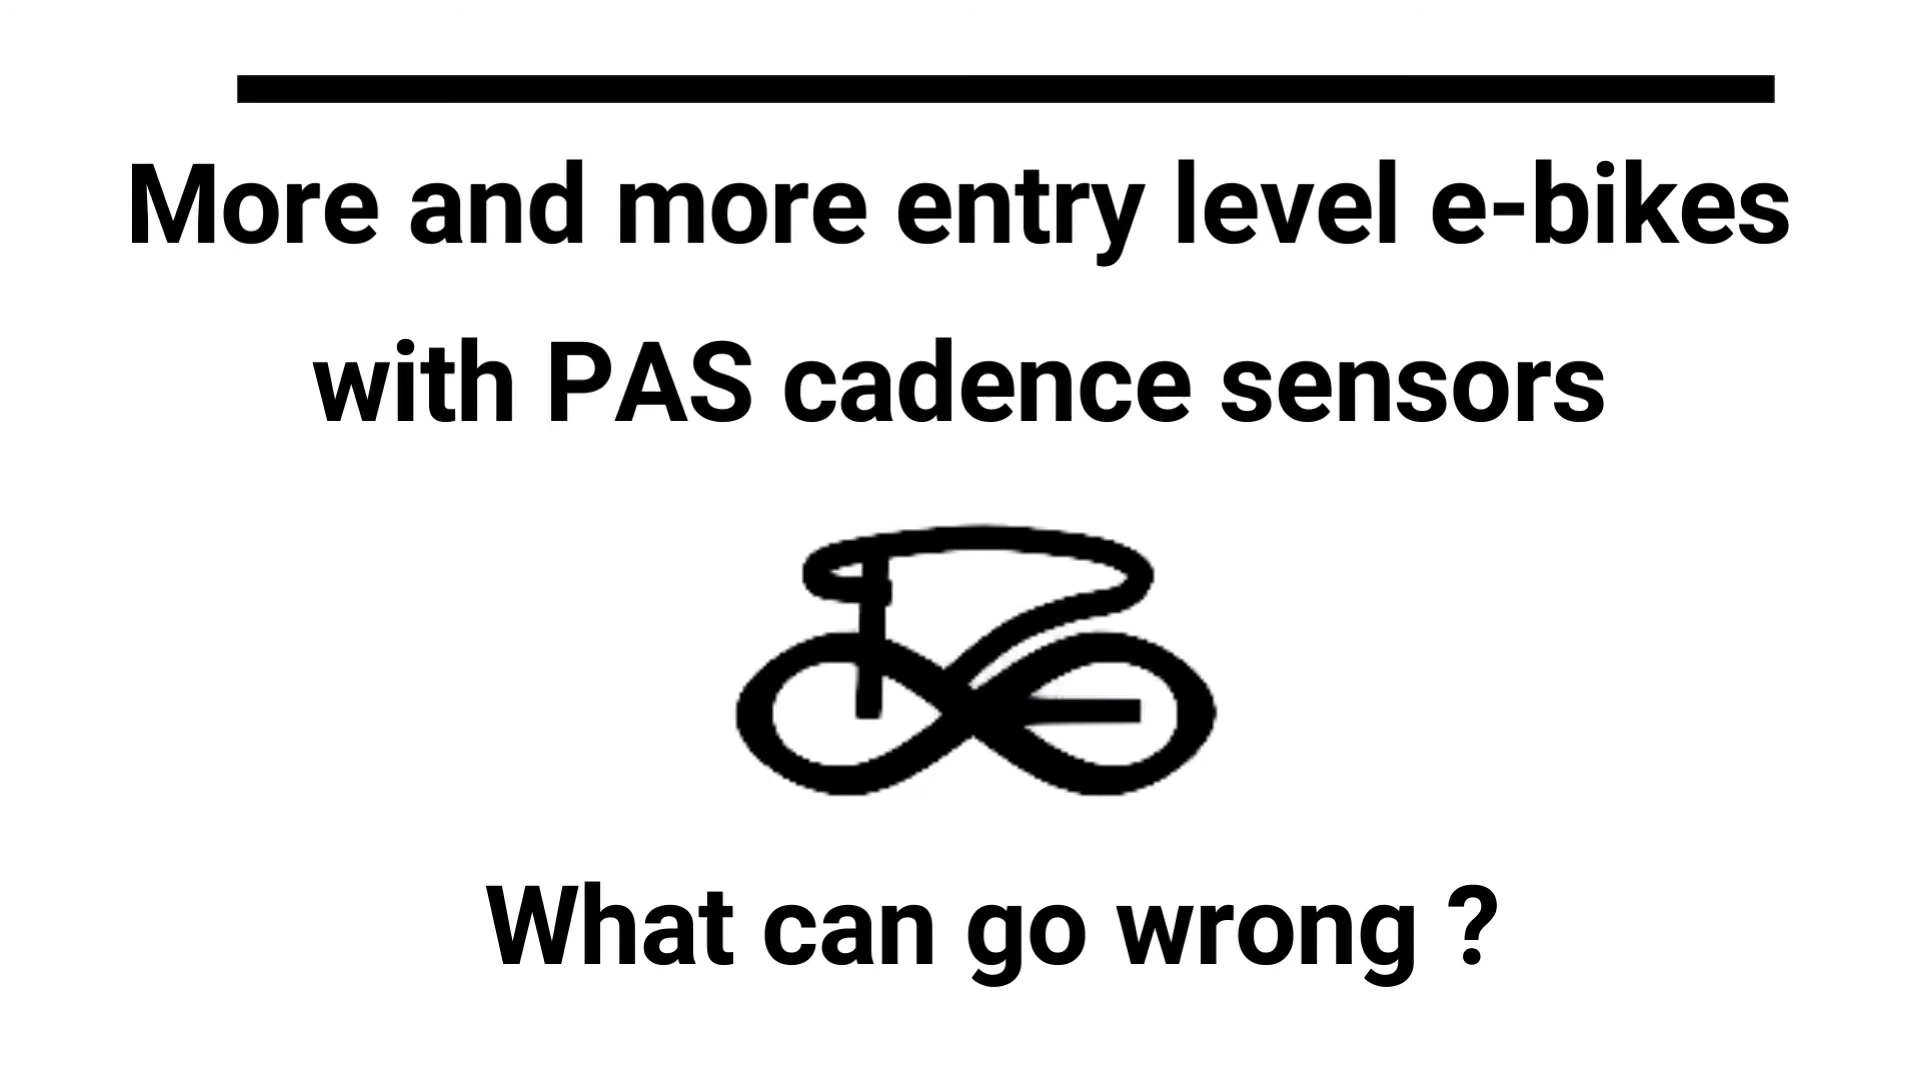 More and more entry level e-bikes
with PAS cadence sensors
What can go wrong ?